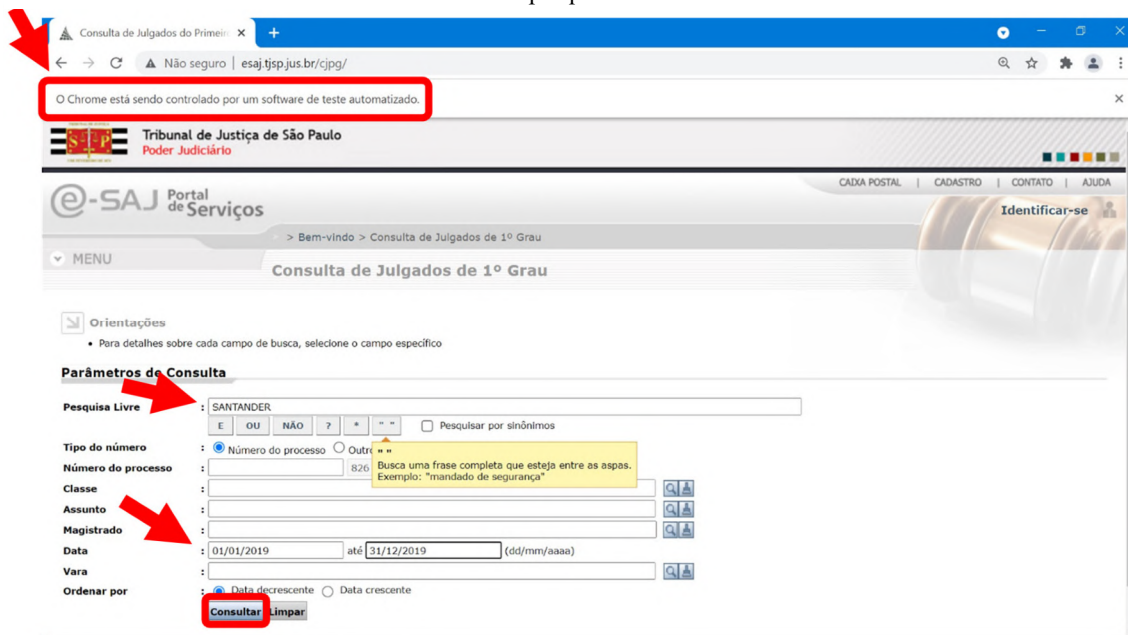 Consulta de Julgados do Primeir
Não seguro | esaj.tjsp.jus.br/cjpg/
O Chrome está sendo controlado por um software de teste automatizado.
Tribunal de Justiça de São Paulo
Poder Judiciário
S P
CAIXA POSTAL | CADASTRO | CONTATO | AJUDA
e-SAJ Portal de Serviços
Identificar-se
> Bem-vindo > Consulta de Julgados de 1º Grau
MENU
Consulta de Julgados de 1º Grau
Orientações
• Para detalhes sobre cada campo de busca, selecione o campo específico
Parâmetros de Consulta
Pesquisa Livre : SANTANDER
E OU NÃO ? * " " Pesquisar por sinônimos
Tipo do número : Número do processo Outr
" "
Busca uma frase completa que esteja entre as aspas.
Exemplo: "mandado de segurança"
Número do processo : 826
Classe :
Assunto :
Magistrado :
Data : 01/01/2019 até 31/12/2019 (dd/mm/aaaa)
Vara :
Ordenar por : Data decrescente Data crescente
Consultar Limpar